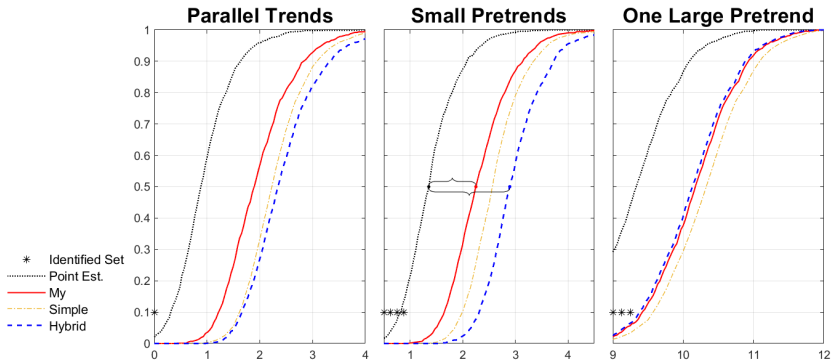 Parallel Trends
Small Pretrends
One Large Pretrend
1
0.9
0.8
0.7
0.6
0.5
0.4
0.3
0.2
0.1
0
Identified Set
Point Est.
My
Simple
Hybrid
0 1 2 3 4
1 2 3 4
9 10 11 12